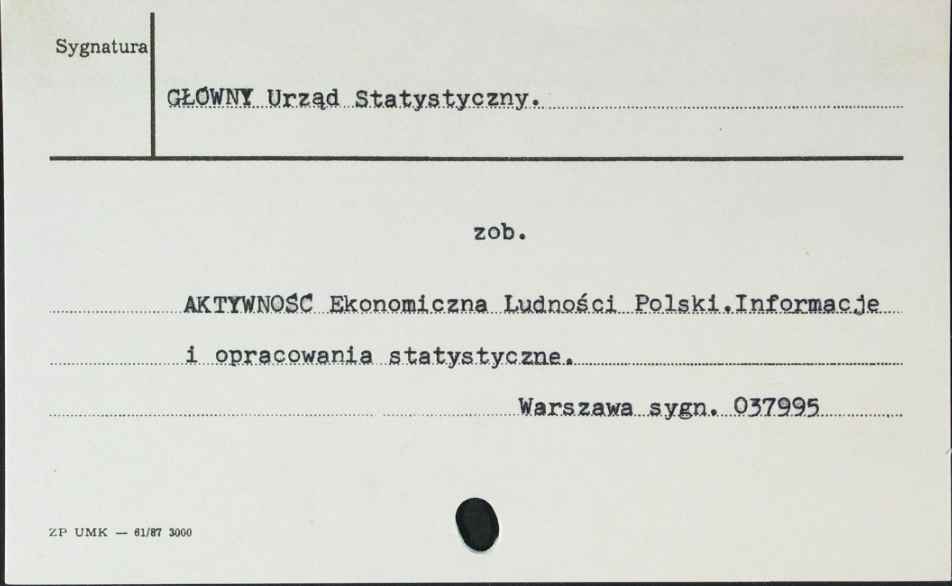 Sygnatura
GŁÓWNY Urząd Statystyczny.
zob.
AKTYWNOŚĆ Ekonomiczna Ludności Polski.Informacje
i opracowania statystyczne.
Warszawa sygn. 037995
ZP UMK — 61/87 3000